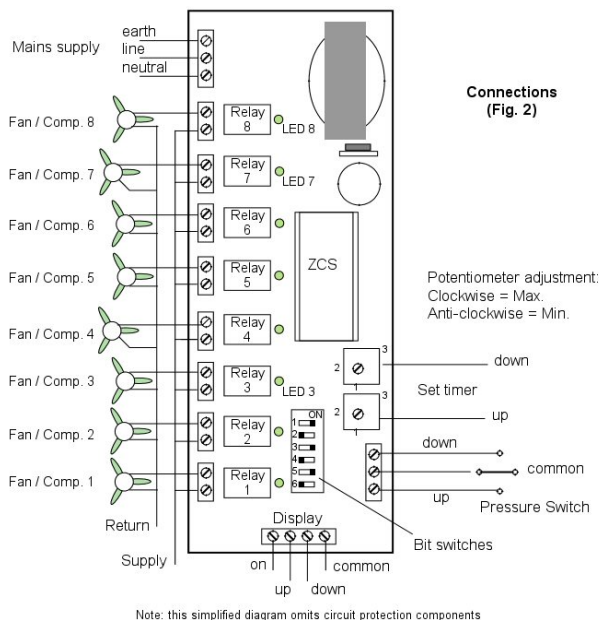 Connections
(Fig. 2)
Mains supply
earth
line
neutral
Fan / Comp. 8
Relay
8
LED 8
Fan / Comp. 7
Relay
7
LED 7
Fan / Comp. 6
Relay
6
Fan / Comp. 5
Relay
5
Fan / Comp. 4
Relay
4
Fan / Comp. 3
Relay
3
LED 3
Fan / Comp. 2
Relay
2
Fan / Comp. 1
Relay
1
Return
Supply
ZCS
Potentiometer adjustment:
Clockwise = Max.
Anti-clockwise = Min.
3
2
1
down
Set timer
3
2
1
up
ON
1
2
3
4
5
6
down
common
up
Pressure Switch
Bit switches
Display
on
up
down
common
Note: this simplified diagram omits circuit protection components